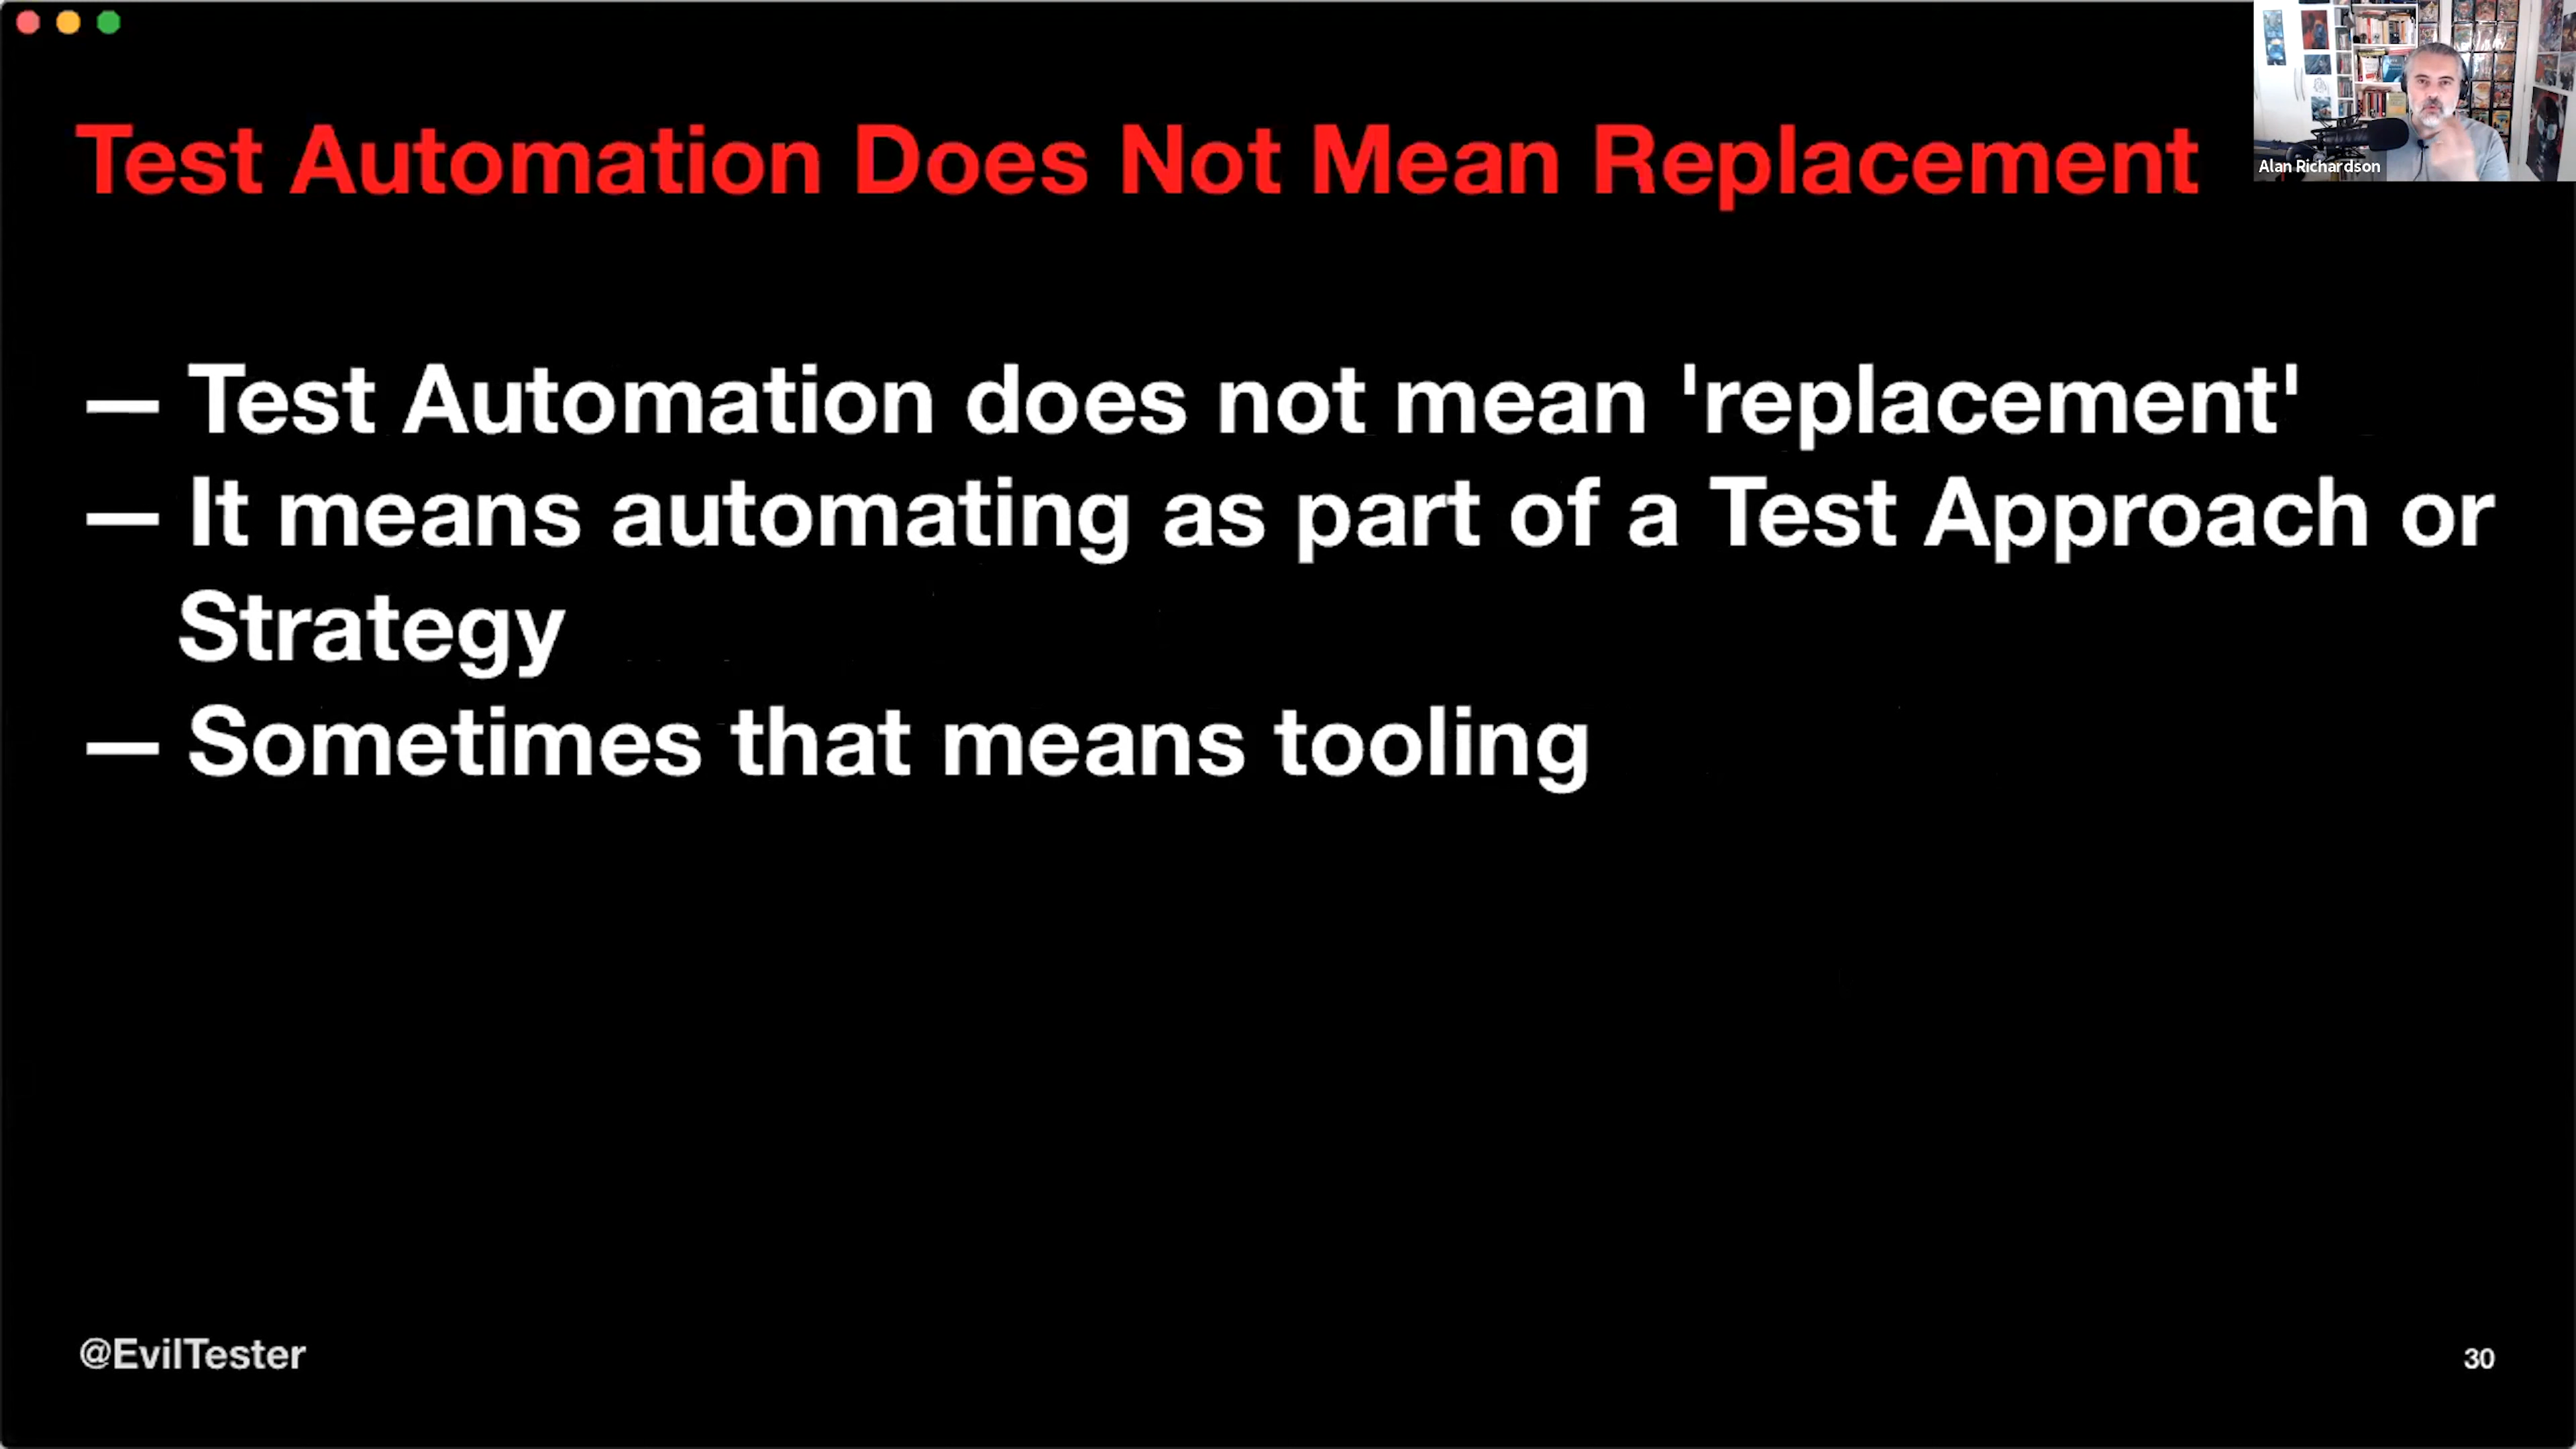 Test Automation Does Not Mean Replacement
Alan Richardson
— Test Automation does not mean 'replacement'
— It means automating as part of a Test Approach or
Strategy
— Sometimes that means tooling
@EvilTester
30